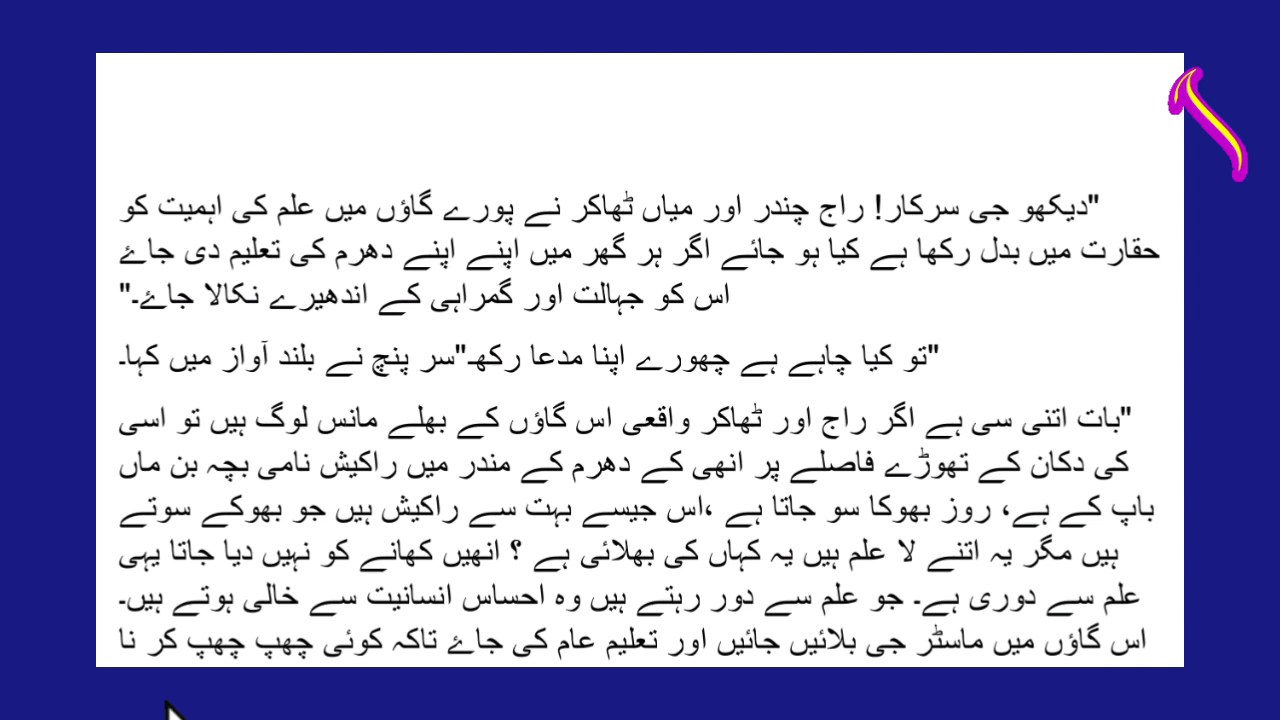 "دیکھو جی سرکار! راج چندر اور میاں ٹھاکر نے پورے گاؤں میں علم کی اہمیت کو
حقارت میں بدل رکھا ہے کیا ہو جائے اگر ہر گھر میں اپنے اپنے دھرم کی تعلیم دی جاۓ
اس کو جہالت اور گمراہی کے اندھیرے نکالا جاۓ۔"
"تو کیا چاہے ہے چھورے اپنا مدعا رکھ۔"سر پنچ نے بلند آواز میں کہا۔
"بات اتنی سی ہے اگر راج اور ٹھاکر واقعی اس گاؤں کے بھلے مانس لوگ ہیں تو اسی
کی دکان کے تھوڑے فاصلے پر انھی کے دھرم کے مندر میں راکیش نامی بچہ بن ماں
باپ کے ہے، روز بھوکا سو جاتا ہے ،اس جیسے بہت سے راکیش ہیں جو بھوکے سوتے
ہیں مگر یہ اتنے لا علم ہیں یہ کہاں کی بھلائی ہے ؟ انھیں کھانے کو نہیں دیا جاتا یہی
علم سے دوری ہے۔ جو علم سے دور رہتے ہیں وہ احساس انسانیت سے خالی ہوتے ہیں۔
اس گاؤں میں ماسٹر جی بلائیں جائیں اور تعلیم عام کی جاۓ تاکہ کوئی چھپ چھپ کر نا